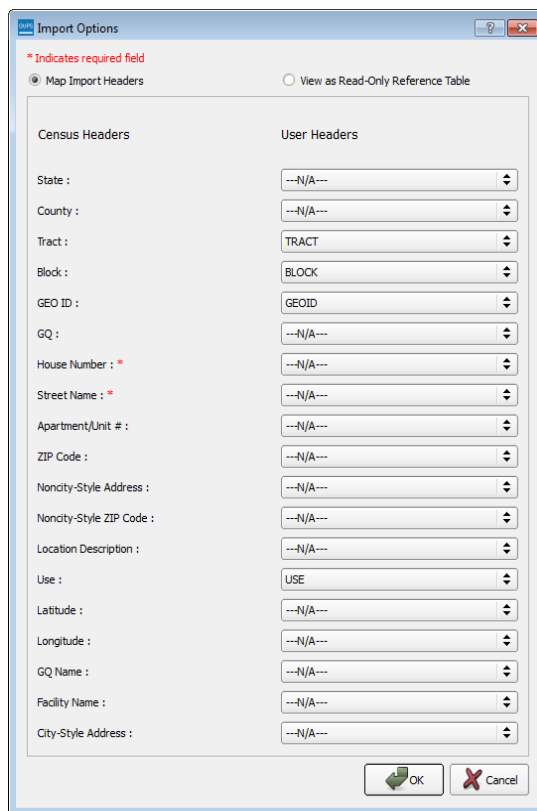 GUPS Import Options
* Indicates required field
Map Import Headers View as Read-Only Reference Table
Census Headers User Headers
State : ---N/A---
County : ---N/A---
Tract : TRACT
Block : BLOCK
GEO ID : GEOID
GQ : ---N/A---
House Number : * ---N/A---
Street Name : * ---N/A---
Apartment/Unit # : ---N/A---
ZIP Code : ---N/A---
Noncity-Style Address : ---N/A---
Noncity-Style ZIP Code : ---N/A---
Location Description : ---N/A---
Use : USE
Latitude : ---N/A---
Longitude : ---N/A---
GQ Name : ---N/A---
Facility Name : ---N/A---
City-Style Address : ---N/A---
OK Cancel